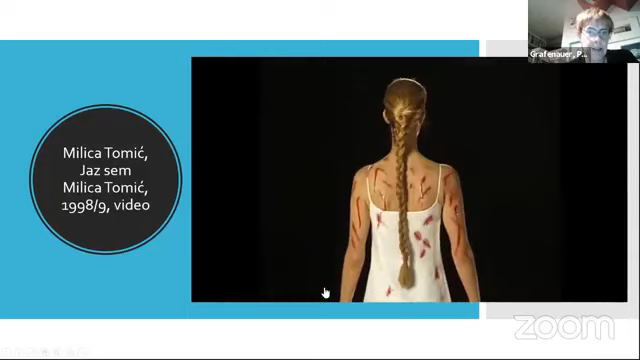 Grafenauer, P...
Milica Tomić,
Jaz sem
Milica Tomić,
1998/9, video
zoom